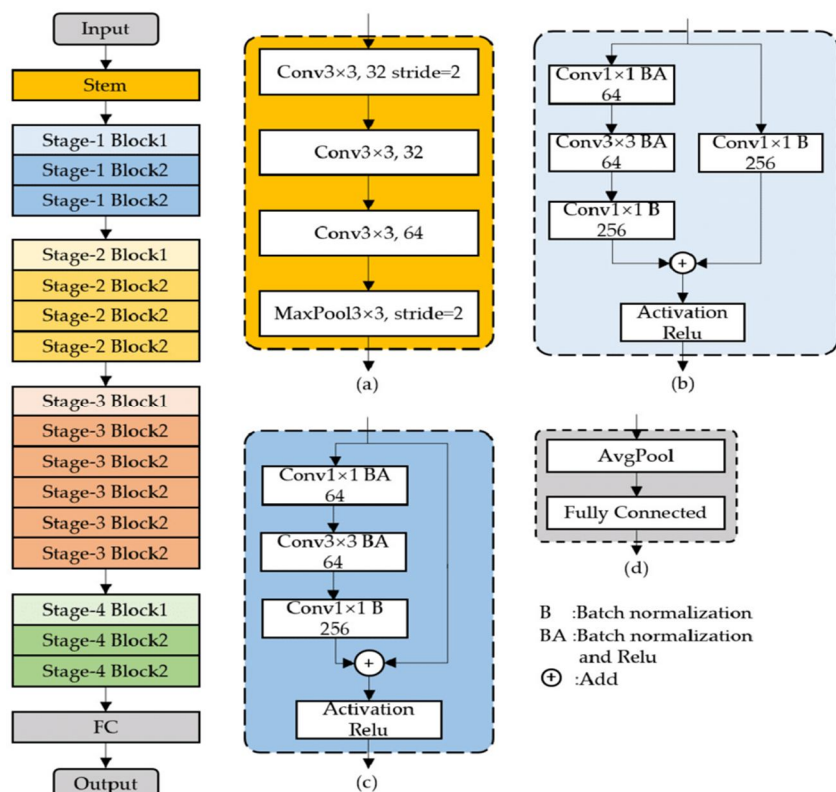 Input
Stem
Stage-1 Block1
Stage-1 Block2
Stage-1 Block2
Stage-2 Block1
Stage-2 Block2
Stage-2 Block2
Stage-2 Block2
Stage-3 Block1
Stage-3 Block2
Stage-3 Block2
Stage-3 Block2
Stage-3 Block2
Stage-3 Block2
Stage-4 Block1
Stage-4 Block2
Stage-4 Block2
FC
Output
Conv3×3, 32 stride=2
Conv3×3, 32
Conv3×3, 64
MaxPool3×3, stride=2
(a)
Conv1×1 BA
64
Conv3×3 BA
64
Conv1×1 B
256
Conv1×1 B
256
+
Activation
Relu
(b)
Conv1×1 BA
64
Conv3×3 BA
64
Conv1×1 B
256
+
Activation
Relu
(c)
AvgPool
Fully Connected
(d)
B :Batch normalization
BA :Batch normalization
and Relu
+ :Add